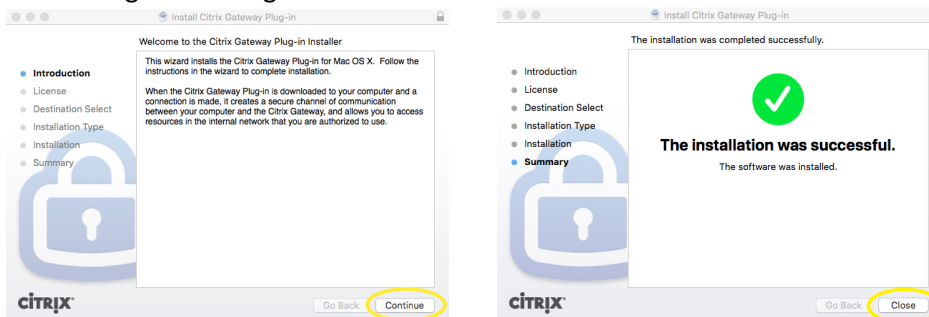 Install Citrix Gateway Plug-in
Welcome to the Citrix Gateway Plug-in Installer
Introduction
License
Destination Select
Installation Type
Installation
Summary
This wizard installs the Citrix Gateway Plug-in for Mac OS X. Follow the
instructions in the wizard to complete installation.
When the Citrix Gateway Plug-in is downloaded to your computer and a
connection is made, it creates a secure channel of communication
between your computer and the Citrix Gateway, and allows you to access
resources in the internal network that you are authorized to use.
CITRIX
Go Back
Continue
Install Citrix Gateway Plug-in
The installation was completed successfully.
Introduction
License
Destination Select
Installation Type
Installation
Summary
The installation was successful.
The software was installed.
CITRIX
Go Back
Close